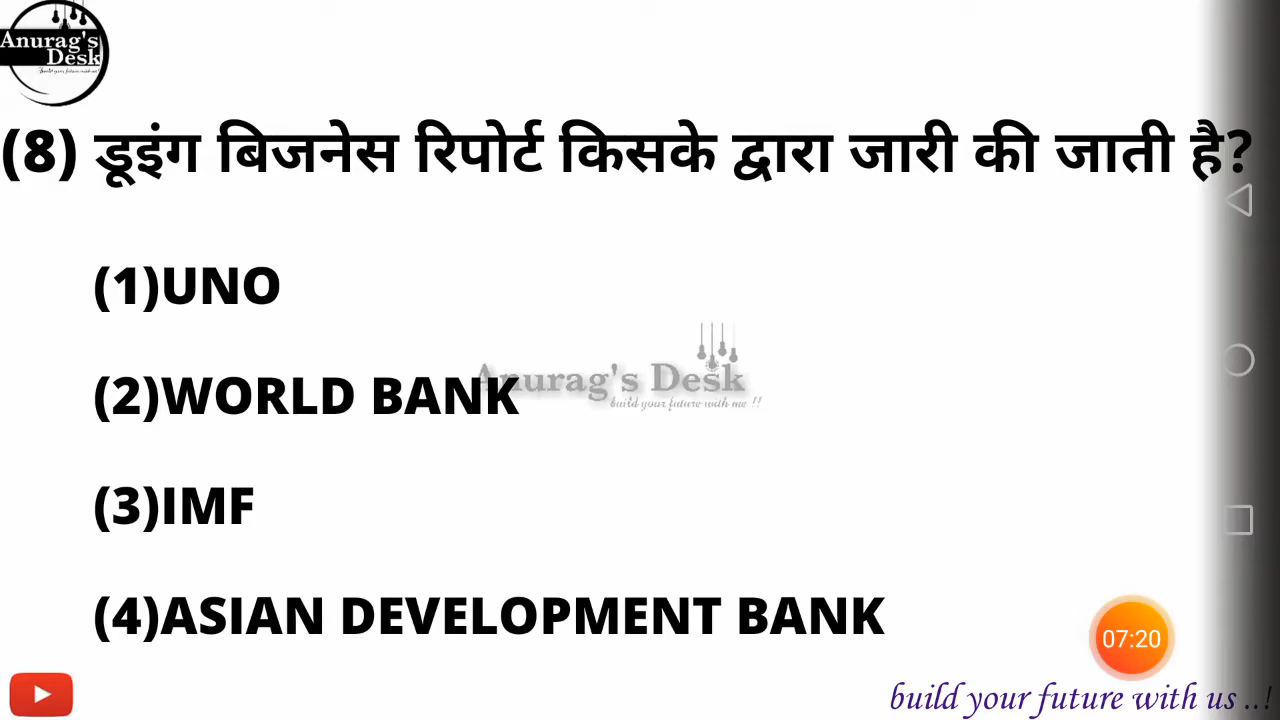 Anurag's
Desk
(8) डूइंग बिजनेस रिपोर्ट किसके द्वारा जारी की जाती है?
(1)UNO
(2)WORLD BANK
Anurag's Desk
build your future with me !!
(3)IMF
(4)ASIAN DEVELOPMENT BANK
07:20
build your future with us ..!